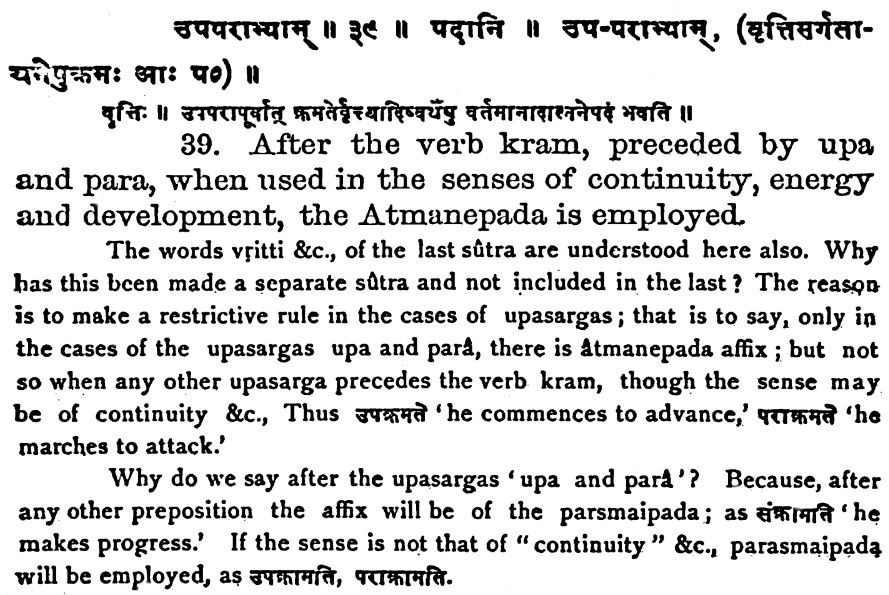 उपपराभ्याम् ॥ ३९ ॥ पदानि ॥ उप-पराभ्याम्, (वृत्तिसर्गता-
यनेषुक्रमः आः प०) ॥
वृत्तिः ॥ उपपरापूर्वात् क्रमतेर्वृत्त्यादिष्वर्थेषु वर्तमानादात्मनेपदं भवति ॥
39. After the verb kram, preceded by upa
and para, when used in the senses of continuity, energy
and development, the Atmanepada is employed.
The words vṛitti &c., of the last sûtra are understood here also. Why
has this been made a separate sûtra and not included in the last? The reason
is to make a restrictive rule in the cases of upasargas; that is to say, only in
the cases of the upasargas upa and parâ, there is âtmanepada affix; but not
so when any other upasarga precedes the verb kram, though the sense may
be of continuity &c., Thus उपक्रमते 'he commences to advance,' पराक्रमते 'he
marches to attack.'
Why do we say after the upasargas 'upa and parâ'? Because, after
any other preposition the affix will be of the parsmaipada; as संक्रामति 'he
makes progress.' If the sense is not that of "continuity" &c., parasmaipada
will be employed, as उपक्रामति, पराक्रामति.